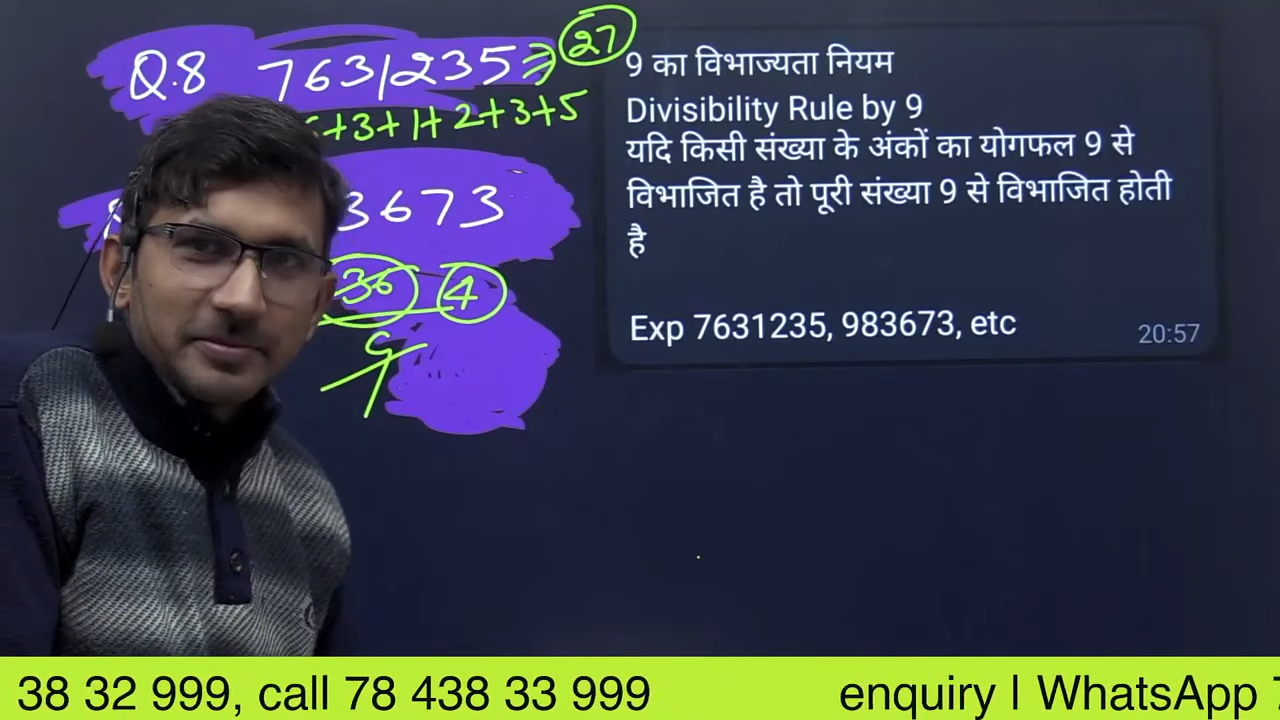 Q.8 7631235 ⇒ 27
6+3+1+2+3+5
3673
36 4
9
9 का विभाज्यता नियम
Divisibility Rule by 9
यदि किसी संख्या के अंकों का योगफल 9 से
विभाजित है तो पूरी संख्या 9 से विभाजित होती
है
Exp 7631235, 983673, etc
20:57
38 32 999, call 78 438 33 999 enquiry | WhatsApp